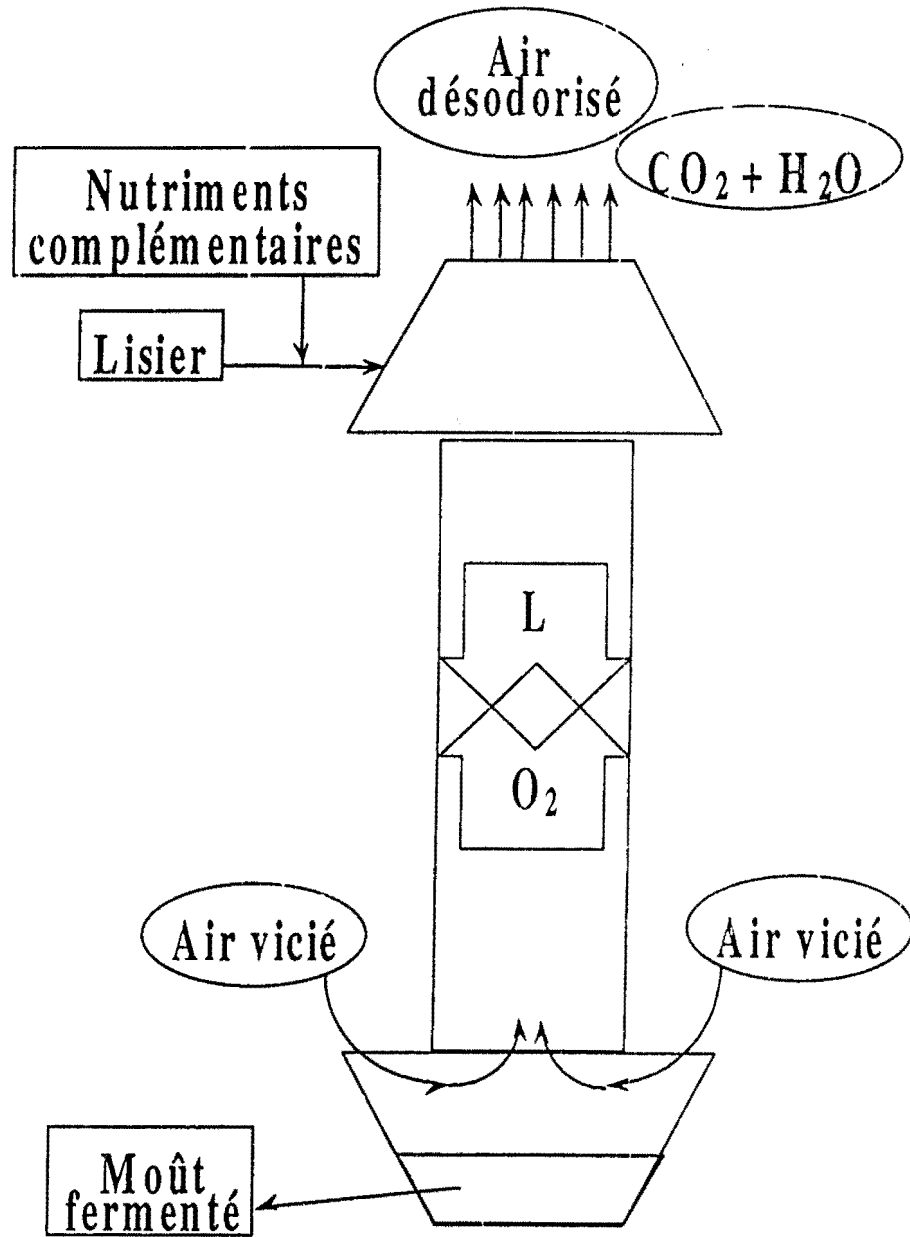 Air
désodorisé
CO₂ + H₂O
Nutriments
complémentaires
Lisier
L
O₂
Air vicié
Air vicié
Moût
fermenté